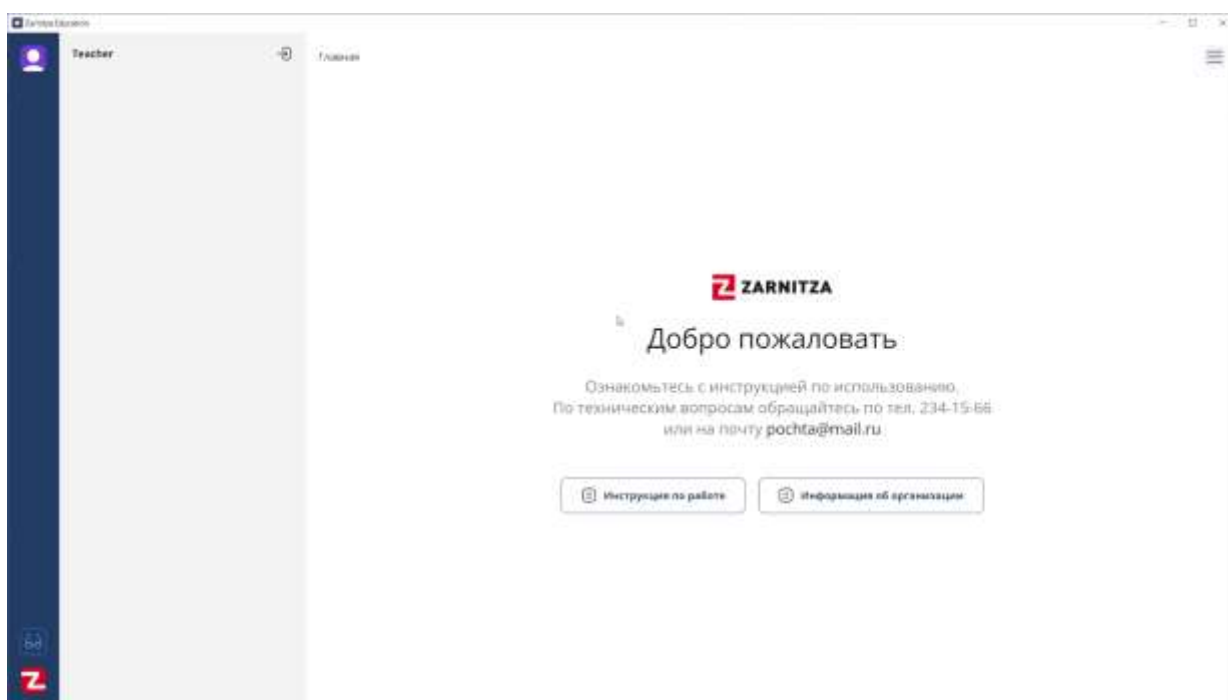 Teacher
Главная
ZARNITZA
Добро пожаловать
Ознакомьтесь с инструкцией по использованию.
По техническим вопросам обращайтесь по тел. 234-15-66
или на почту pochta@mail.ru
Инструкция по работе
Информация об организации